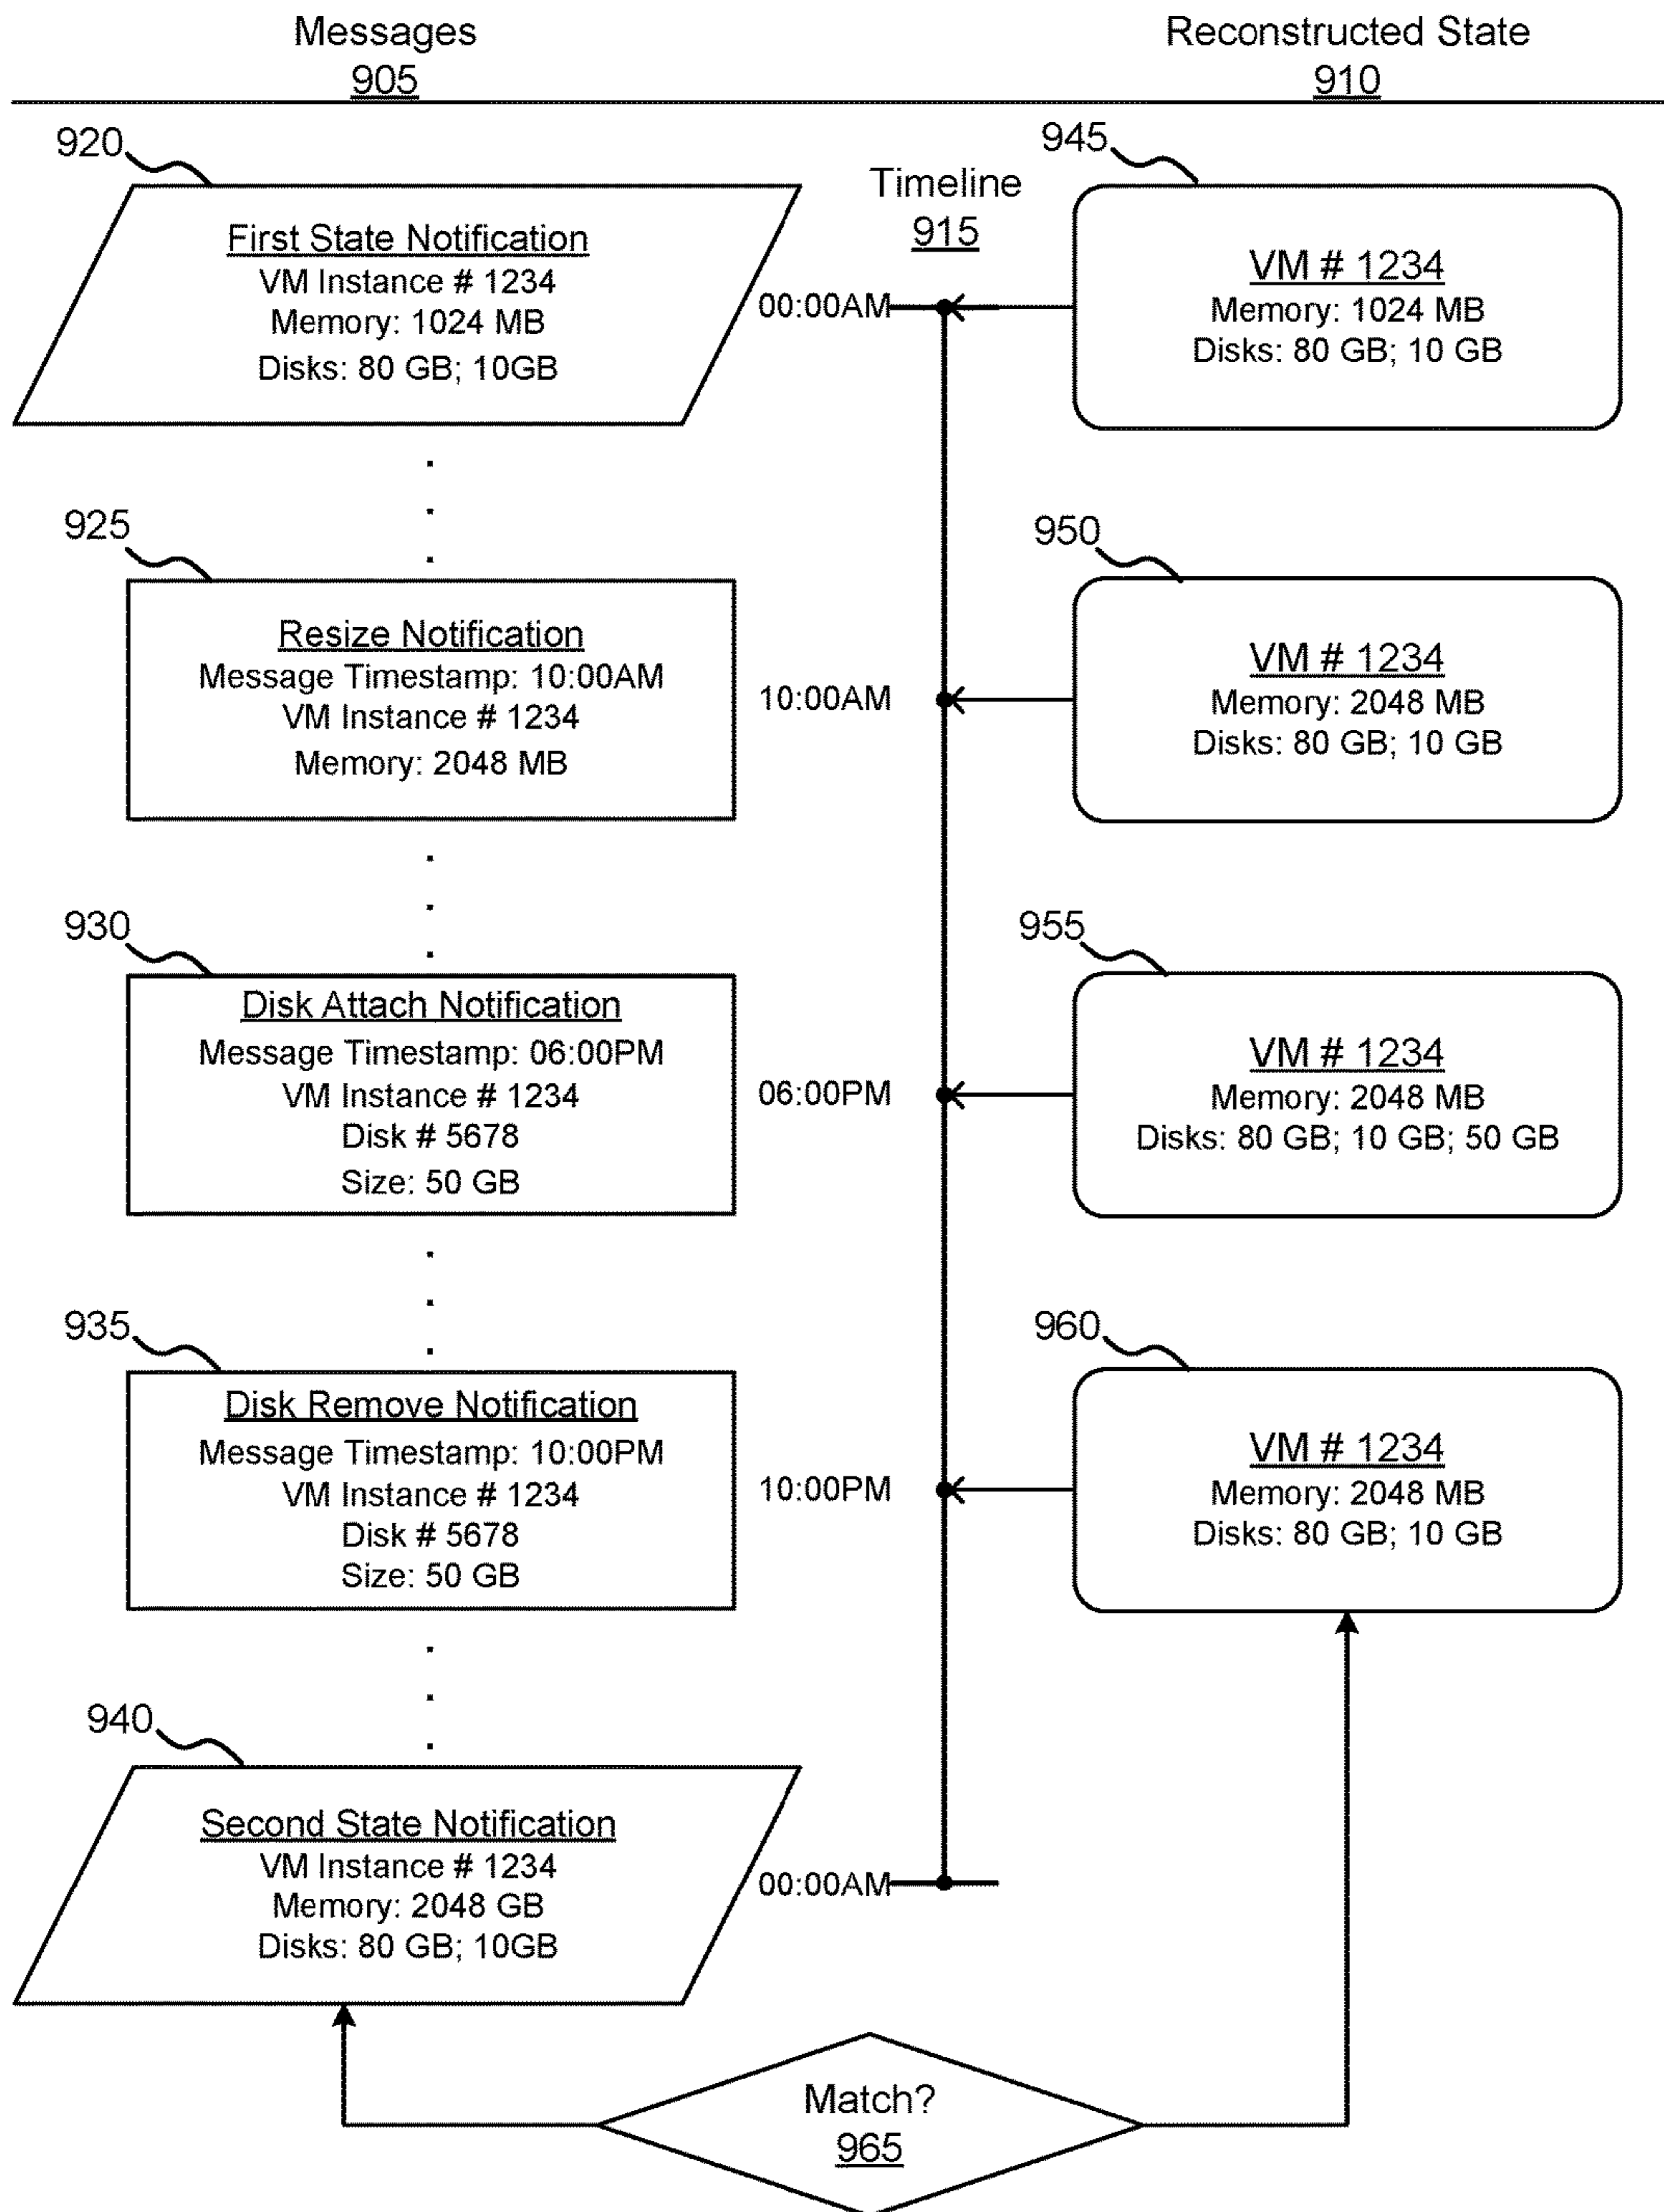 Messages
905
Reconstructed State
910
920
First State Notification
VM Instance # 1234
Memory: 1024 MB
Disks: 80 GB; 10GB
Timeline
915
00:00AM
945
VM # 1234
Memory: 1024 MB
Disks: 80 GB; 10 GB
925
Resize Notification
Message Timestamp: 10:00AM
VM Instance # 1234
Memory: 2048 MB
10:00AM
950
VM # 1234
Memory: 2048 MB
Disks: 80 GB; 10 GB
930
Disk Attach Notification
Message Timestamp: 06:00PM
VM Instance # 1234
Disk # 5678
Size: 50 GB
06:00PM
955
VM # 1234
Memory: 2048 MB
Disks: 80 GB; 10 GB; 50 GB
935
Disk Remove Notification
Message Timestamp: 10:00PM
VM Instance # 1234
Disk # 5678
Size: 50 GB
10:00PM
960
VM # 1234
Memory: 2048 MB
Disks: 80 GB; 10 GB
940
Second State Notification
VM Instance # 1234
Memory: 2048 GB
Disks: 80 GB; 10GB
00:00AM
Match?
965